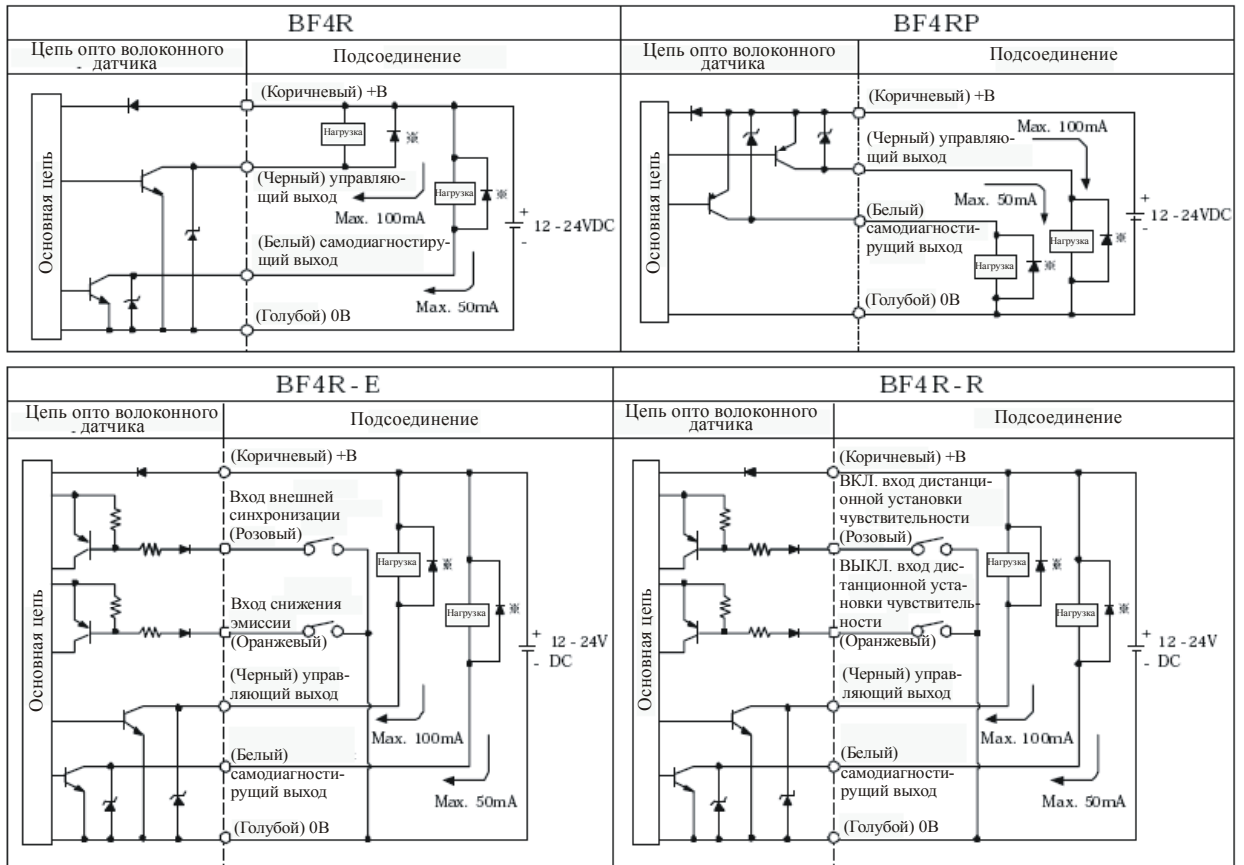 BF4R
Цепь опто волоконного
- датчика
Подсоединение
Основная цепь
(Коричневый) +В
Нагрузка
※
(Черный) управляю-
щий выход
Max. 100mA
Нагрузка
※
(Белый) самодиагностиру-
щий выход
Max. 50mA
(Голубой) 0В
+
12 - 24VDC
-
BF4RP
Цепь опто волоконного
датчика
Подсоединение
Основная цепь
(Коричневый) +В
(Черный) управляю-
щий выход
Max. 100mA
Max. 50mA
(Белый)
самодиагности-
рущий выход
Нагрузка
※
Нагрузка
※
(Голубой) 0В
+
12 - 24VDC
-
BF4R - E
Цепь опто волоконного
- датчика
Подсоединение
Основная цепь
(Коричневый) +В
Вход внешней
синхронизации
(Розовый)
Вход снижения
эмиссии
(Оранжевый)
Нагрузка
※
Нагрузка
※
(Черный) управ-
ляющий выход
Max. 100mA
(Белый)
самодиагности-
рущий выход
Max. 50mA
(Голубой) 0В
+
12 - 24V
- DC
BF4R - R
Цепь опто волоконного
датчика
Подсоединение
Основная цепь
(Коричневый) +В
ВКЛ. вход дистанци-
онной установки
чувствительности
(Розовый)
ВЫКЛ. вход дис-
танционной уста-
новки чувствитель-
ности
(Оранжевый)
Нагрузка
※
Нагрузка
※
(Черный) управ-
ляющий выход
Max. 100mA
(Белый)
самодиагности-
рущий выход
Max. 50mA
(Голубой) 0В
+
12 - 24V
- DC